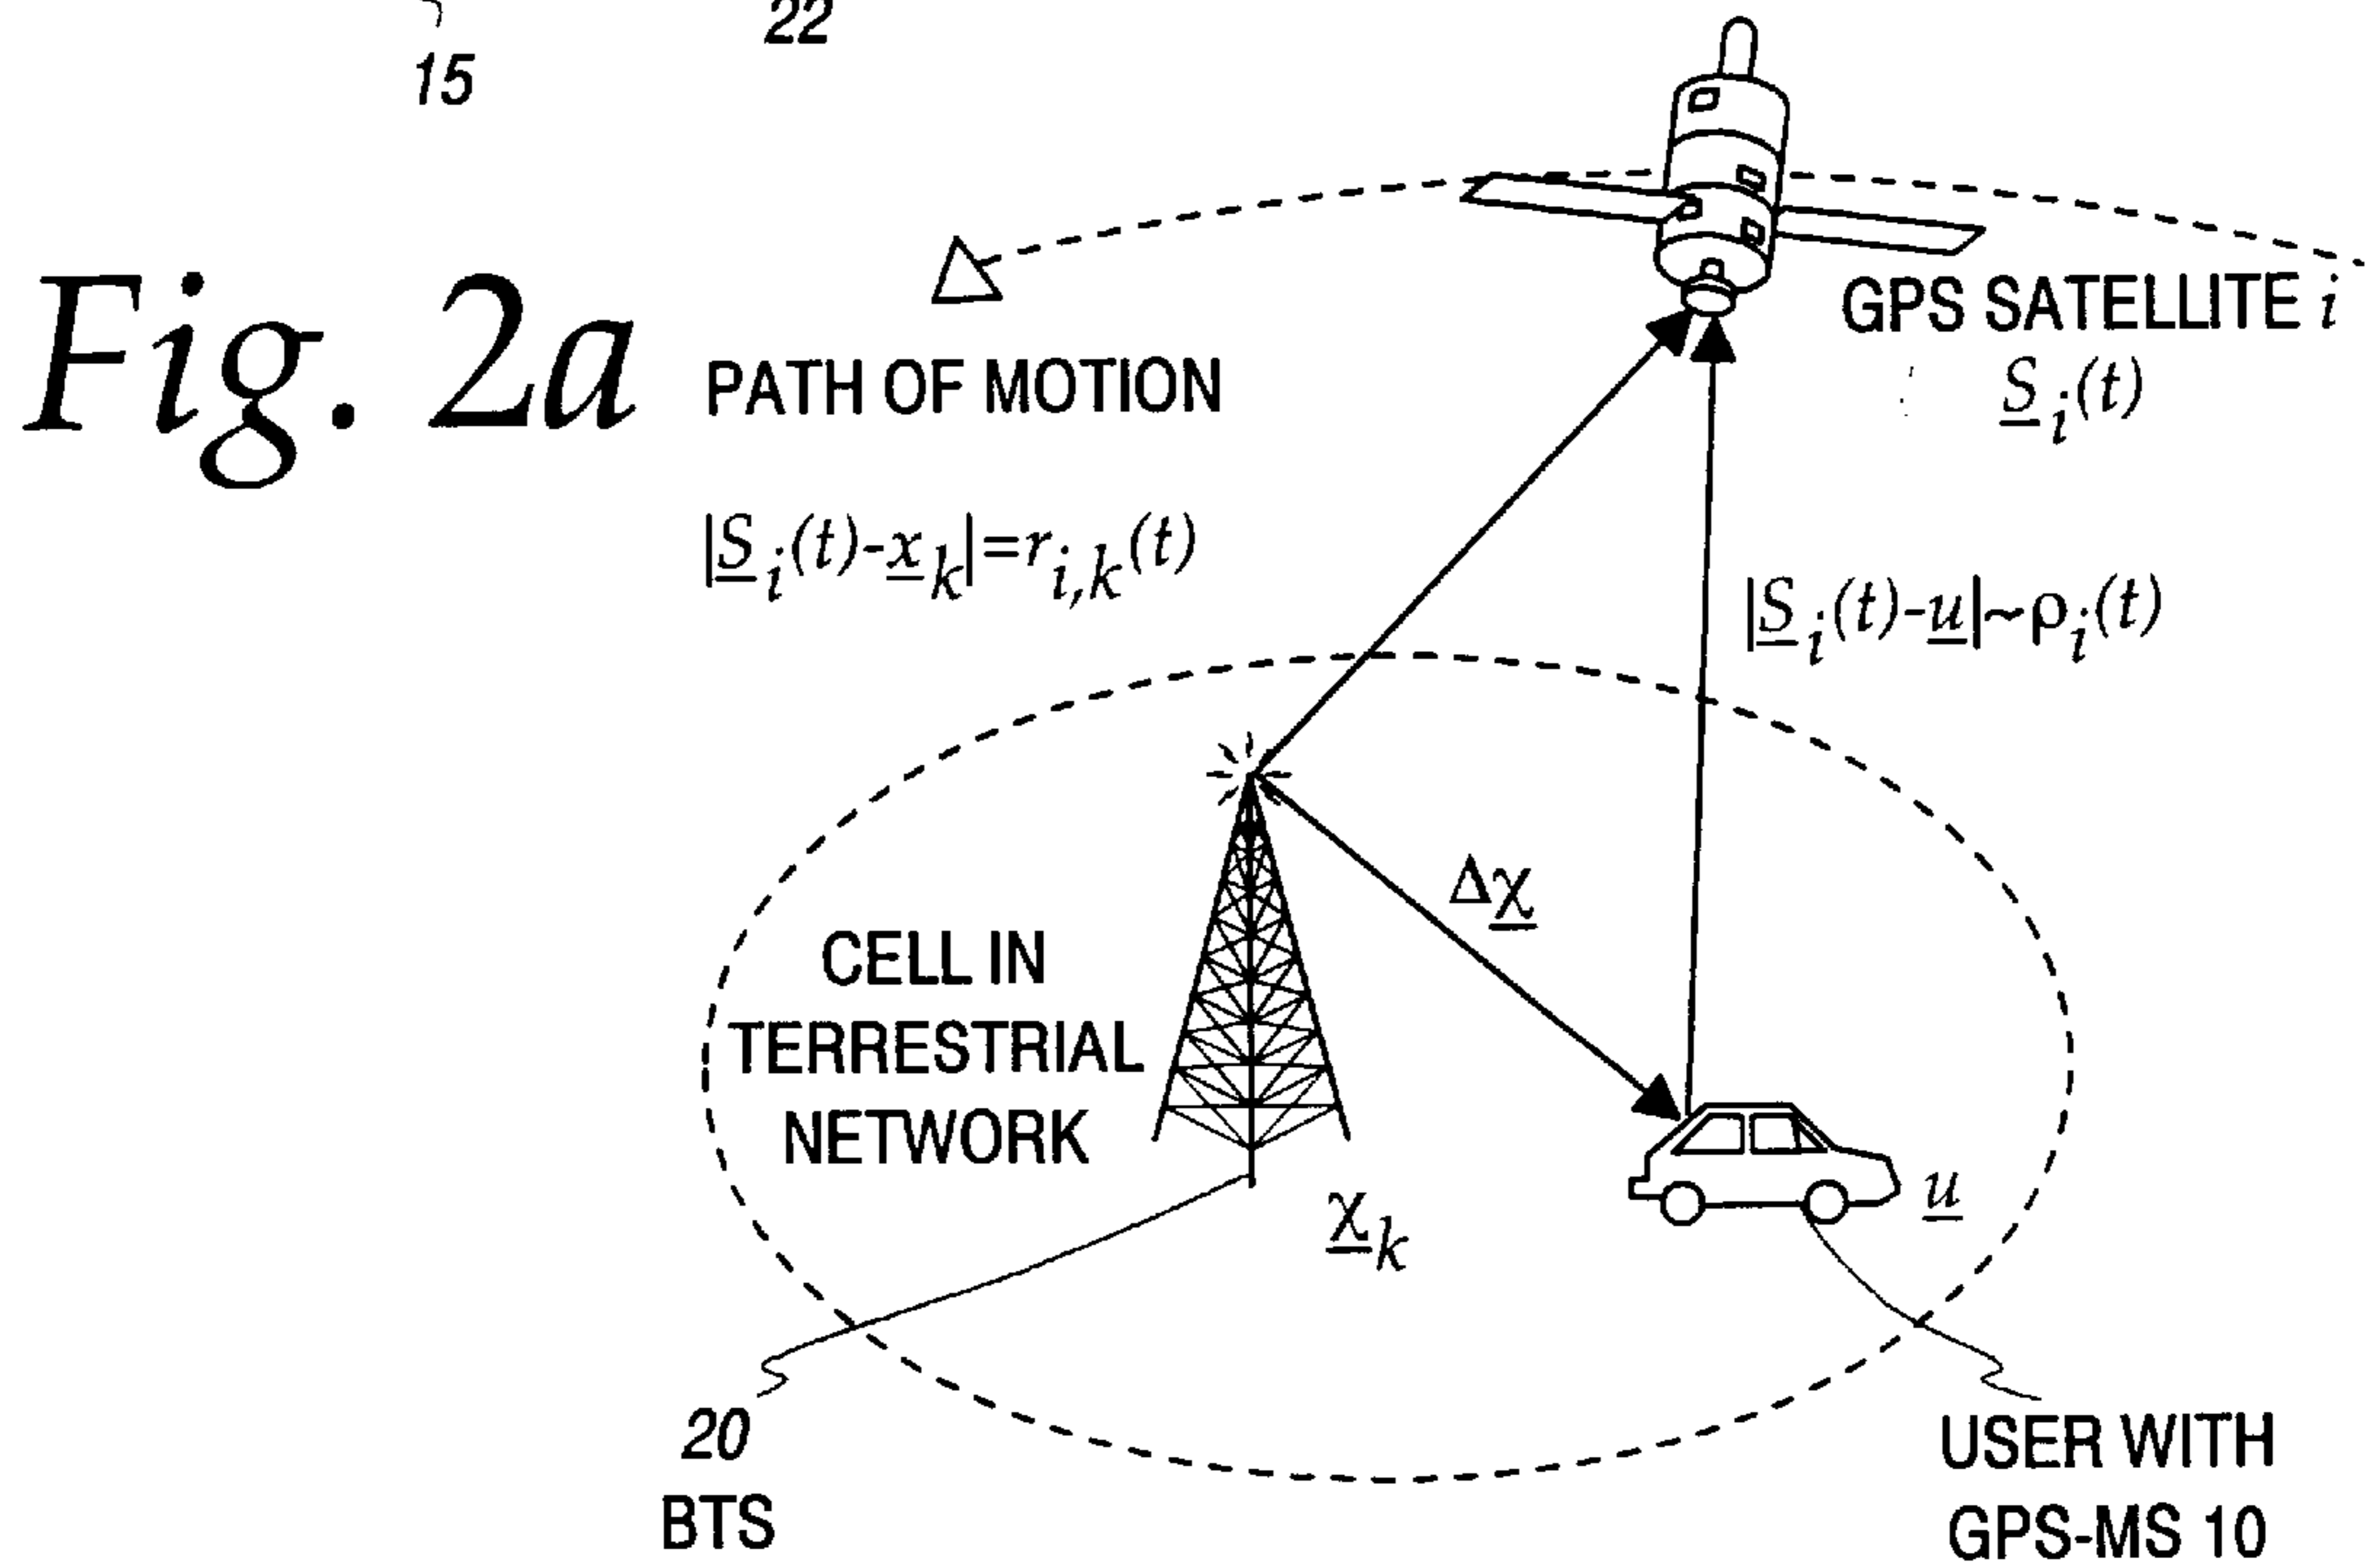 15
22
Fig. 2a
PATH OF MOTION
GPS SATELLITE i
S_i(t)
|S_i(t)-x_k|=r_{i,k}(t)
|S_i(t)-u|~ρ_i(t)
Δχ
CELL IN
TERRESTRIAL
NETWORK
χ_k
u
20
BTS
USER WITH
GPS-MS 10